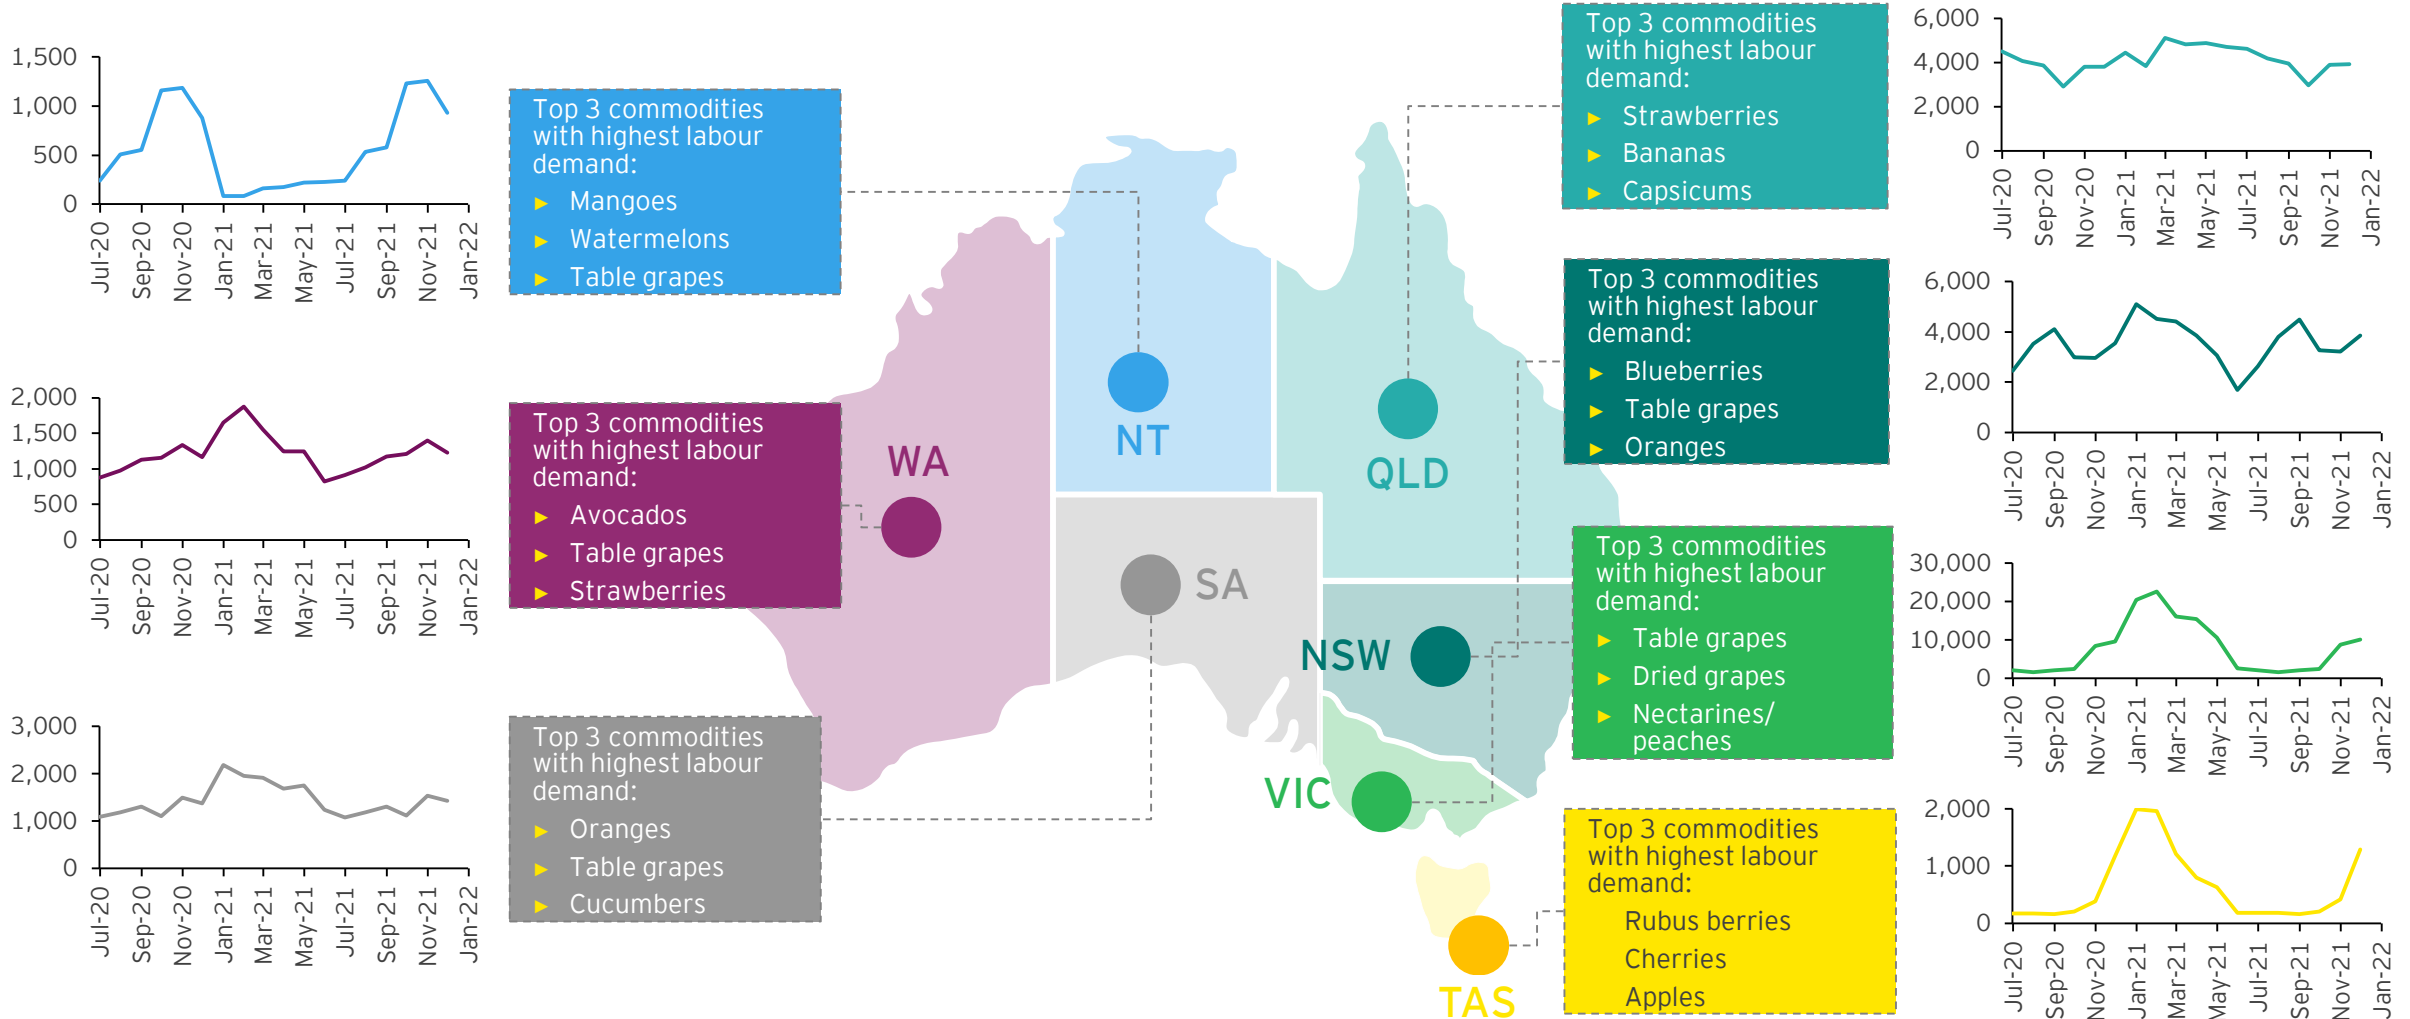 1,500
1,000
500
0
Jul-20
Sep-20
Nov-20
Jan-21
Mar-21
May-21
Jul-21
Sep-21
Nov-21
Jan-22
Top 3 commodities
with highest labour
demand:
► Mangoes
► Watermelons
► Table grapes
2,000
1,500
1,000
500
0
Jul-20
Sep-20
Nov-20
Jan-21
Mar-21
May-21
Jul-21
Sep-21
Nov-21
Jan-22
Top 3 commodities
with highest labour
demand:
► Avocados
► Table grapes
► Strawberries
3,000
2,000
1,000
0
Jul-20
Sep-20
Nov-20
Jan-21
Mar-21
May-21
Jul-21
Sep-21
Nov-21
Jan-22
Top 3 commodities
with highest labour
demand:
► Oranges
► Table grapes
► Cucumbers
WA
NT
QLD
SA
NSW
VIC
TAS
Top 3 commodities
with highest labour
demand:
► Strawberries
► Bananas
► Capsicums
6,000
4,000
2,000
0
Jul-20
Sep-20
Nov-20
Jan-21
Mar-21
May-21
Jul-21
Sep-21
Nov-21
Jan-22
Top 3 commodities
with highest labour
demand:
► Blueberries
► Table grapes
► Oranges
6,000
4,000
2,000
0
Jul-20
Sep-20
Nov-20
Jan-21
Mar-21
May-21
Jul-21
Sep-21
Nov-21
Jan-22
Top 3 commodities
with highest labour
demand:
► Table grapes
► Dried grapes
► Nectarines/
peaches
30,000
20,000
10,000
0
Jul-20
Sep-20
Nov-20
Jan-21
Mar-21
May-21
Jul-21
Sep-21
Nov-21
Jan-22
Top 3 commodities
with highest labour
demand:
Rubus berries
Cherries
Apples
2,000
1,000
0
Jul-20
Sep-20
Nov-20
Jan-21
Mar-21
May-21
Jul-21
Sep-21
Nov-21
Jan-22